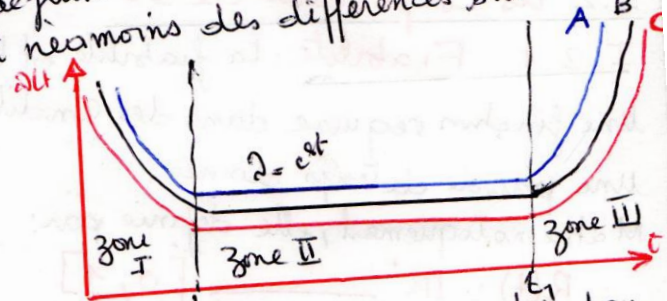 néamoins des différences
A B C
λ(t)
λ = cst
zone I
zone II
zone III
t
t1